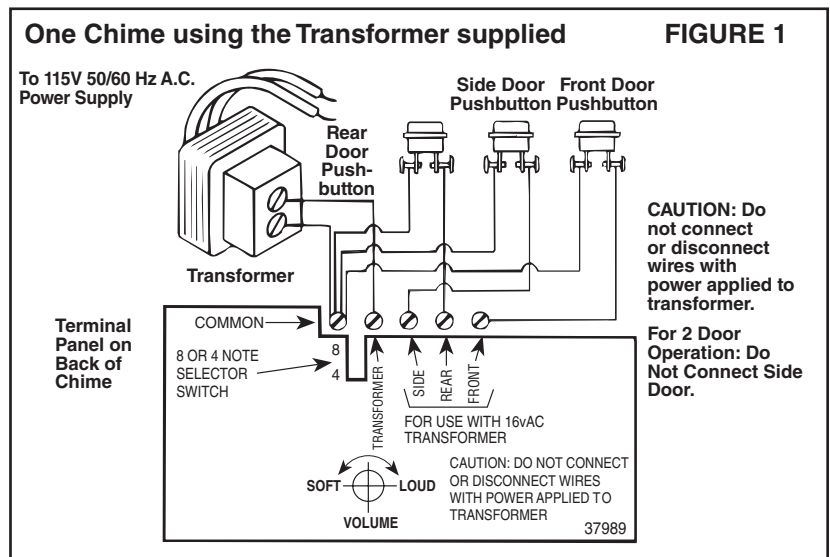 One Chime using the Transformer supplied
FIGURE 1
To 115V 50/60 Hz A.C.
Power Supply
Rear
Door
Push-
button
Side Door
Pushbutton
Front Door
Pushbutton
Transformer
CAUTION: Do
not connect
or disconnect
wires with
power applied to
transformer.
For 2 Door
Operation: Do
Not Connect Side
Door.
Terminal
Panel on
Back of
Chime
COMMON
8 OR 4 NOTE
SELECTOR
SWITCH
8
4
TRANSFORMER
SIDE
REAR
FRONT
FOR USE WITH 16vAC
TRANSFORMER
SOFT
LOUD
VOLUME
CAUTION: DO NOT CONNECT
OR DISCONNECT WIRES
WITH POWER APPLIED TO
TRANSFORMER
37989